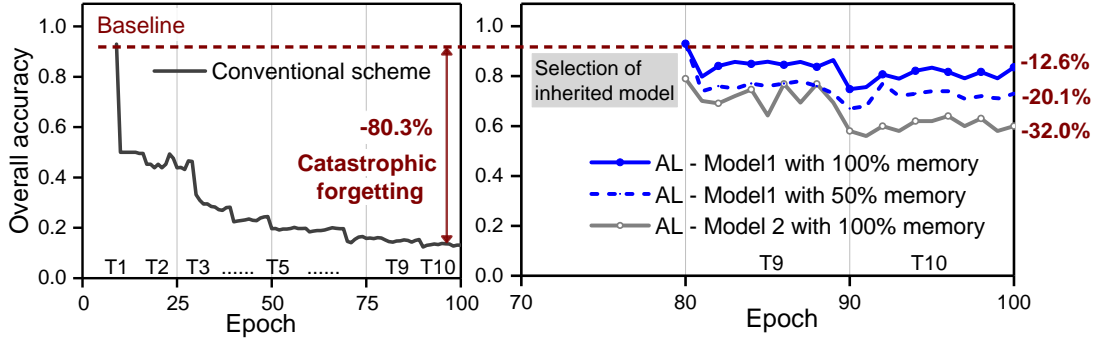 Overall accuracy
1.0
0.8
0.6
0.4
0.2
0.0
Baseline
Conventional scheme
-80.3%
Catastrophic
forgetting
T1 T2 T3 ...... T5 ...... T9 T10
0 25 50 75 100
Epoch
1.0
0.8
0.6
0.4
0.2
0.0
Selection of
inherited model
-12.6%
-20.1%
-32.0%
AL - Model1 with 100% memory
AL - Model1 with 50% memory
AL - Model 2 with 100% memory
T9 T10
70 80 90 100
Epoch